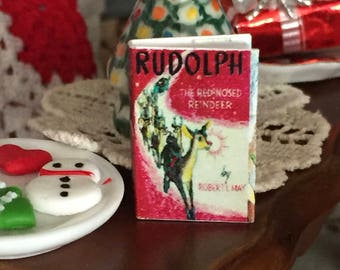 RUDOLPH
THE RED-NOSED
REINDEER
by
ROBERT L. MAY